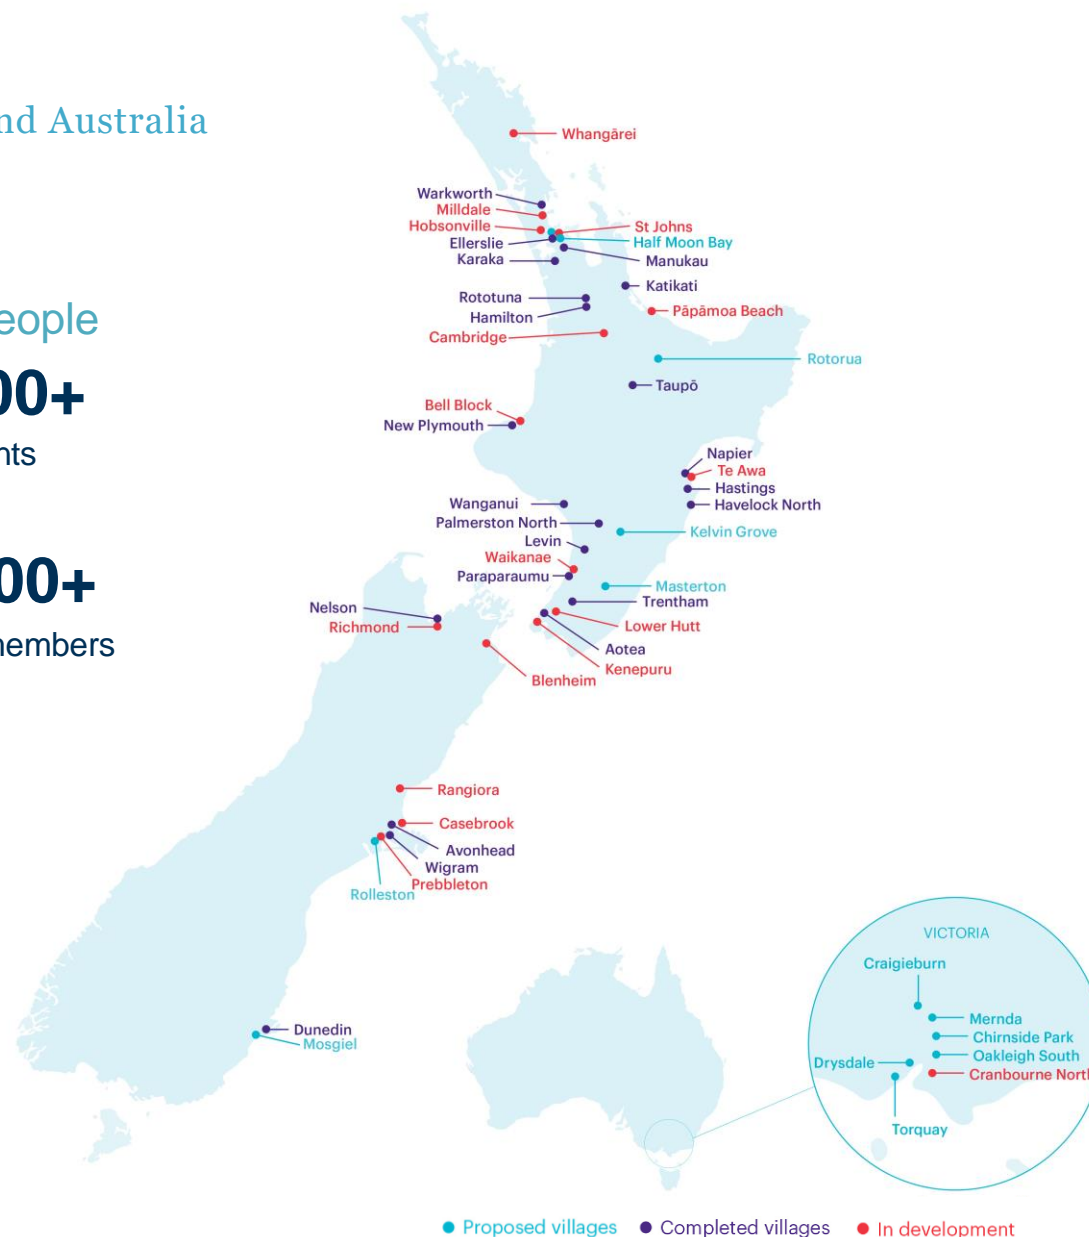 nd Australia
eople
00+
nts
00+
members
Whangārei
Warkworth
Milldale
Hobsonville
St Johns
Ellerslie
Half Moon Bay
Karaka
Manukau
Katikati
Rototuna
Hamilton
Pāpāmoa Beach
Cambridge
Rotorua
Taupō
Bell Block
New Plymouth
Napier
Te Awa
Hastings
Wanganui
Havelock North
Palmerston North
Kelvin Grove
Levin
Waikanae
Paraparaumu
Masterton
Trentham
Nelson
Richmond
Lower Hutt
Aotea
Kenepuru
Blenheim
Rangiora
Casebrook
Avonhead
Wigram
Prebbleton
Rolleston
Dunedin
Mosgiel
VICTORIA
Craigieburn
Mernda
Chirnside Park
Oakleigh South
Drysdale
Cranbourne North
Torquay
Proposed villages
Completed villages
In development